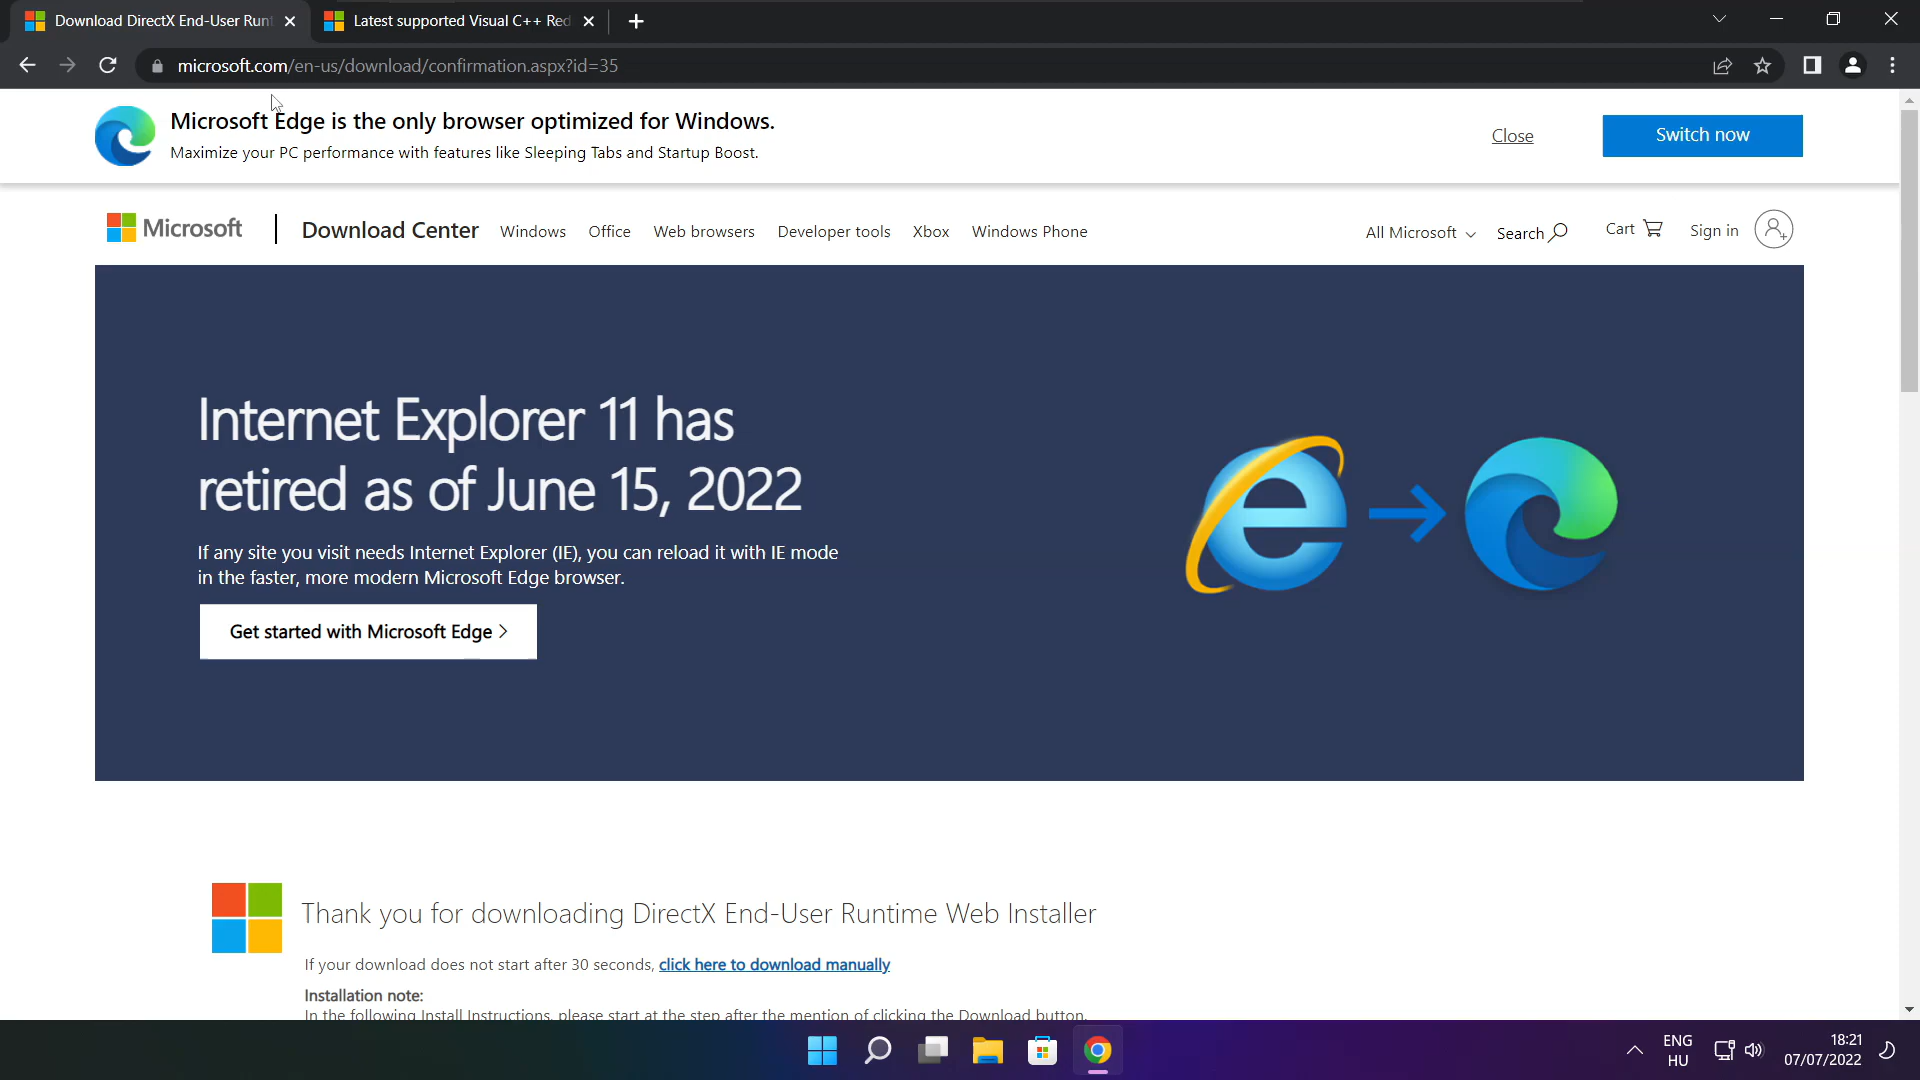 Download DirectX End-User Runt
Latest supported Visual C++ Red
microsoft.com/en-us/download/confirmation.aspx?id=35
Microsoft Edge is the only browser optimized for Windows.
Maximize your PC performance with features like Sleeping Tabs and Startup Boost.
Close
Switch now
Microsoft
Download Center
Windows
Office
Web browsers
Developer tools
Xbox
Windows Phone
All Microsoft
Search
Cart
Sign in
Internet Explorer 11 has
retired as of June 15, 2022
If any site you visit needs Internet Explorer (IE), you can reload it with IE mode
in the faster, more modern Microsoft Edge browser.
Get started with Microsoft Edge >
Thank you for downloading DirectX End-User Runtime Web Installer
If your download does not start after 30 seconds, click here to download manually
Installation note:
In the following Install Instructions, please start at the step after the mention of clicking the Download button.
ENG
HU
18:21
07/07/2022